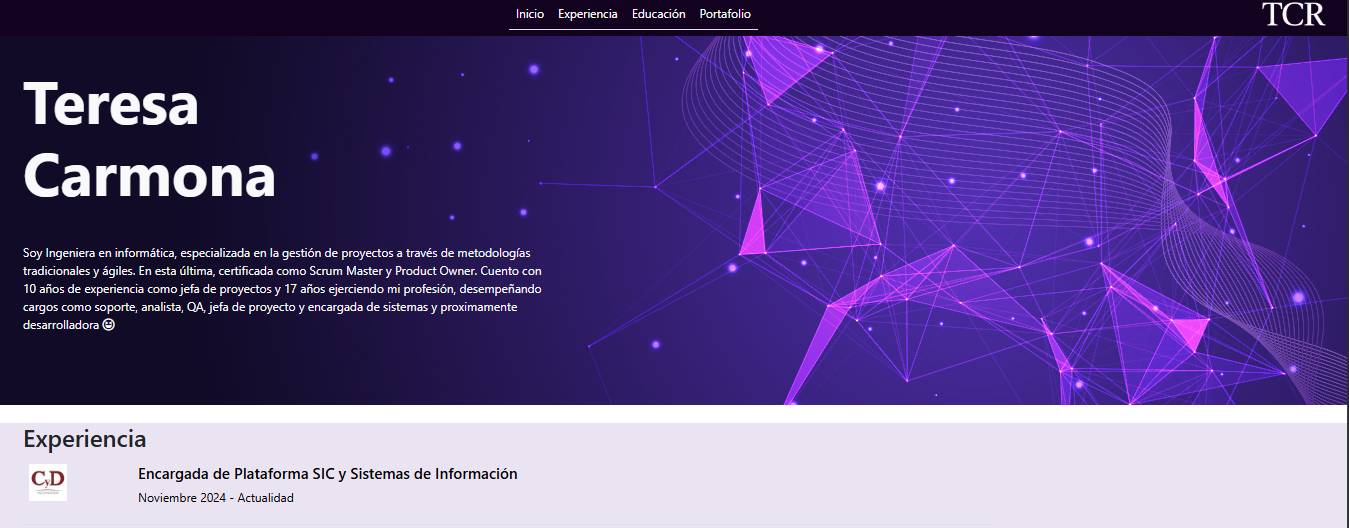 Inicio Experiencia Educación Portafolio
TCR
Teresa
Carmona
Soy Ingeniera en informática, especializada en la gestión de proyectos a través de metodologías
tradicionales y ágiles. En esta última, certificada como Scrum Master y Product Owner. Cuento con
10 años de experiencia como jefa de proyectos y 17 años ejerciendo mi profesión, desempeñando
cargos como soporte, analista, QA, jefa de proyecto y encargada de sistemas y proximamente
desarrolladora
Experiencia
CyD
Encargada de Plataforma SIC y Sistemas de Información
Noviembre 2024 - Actualidad